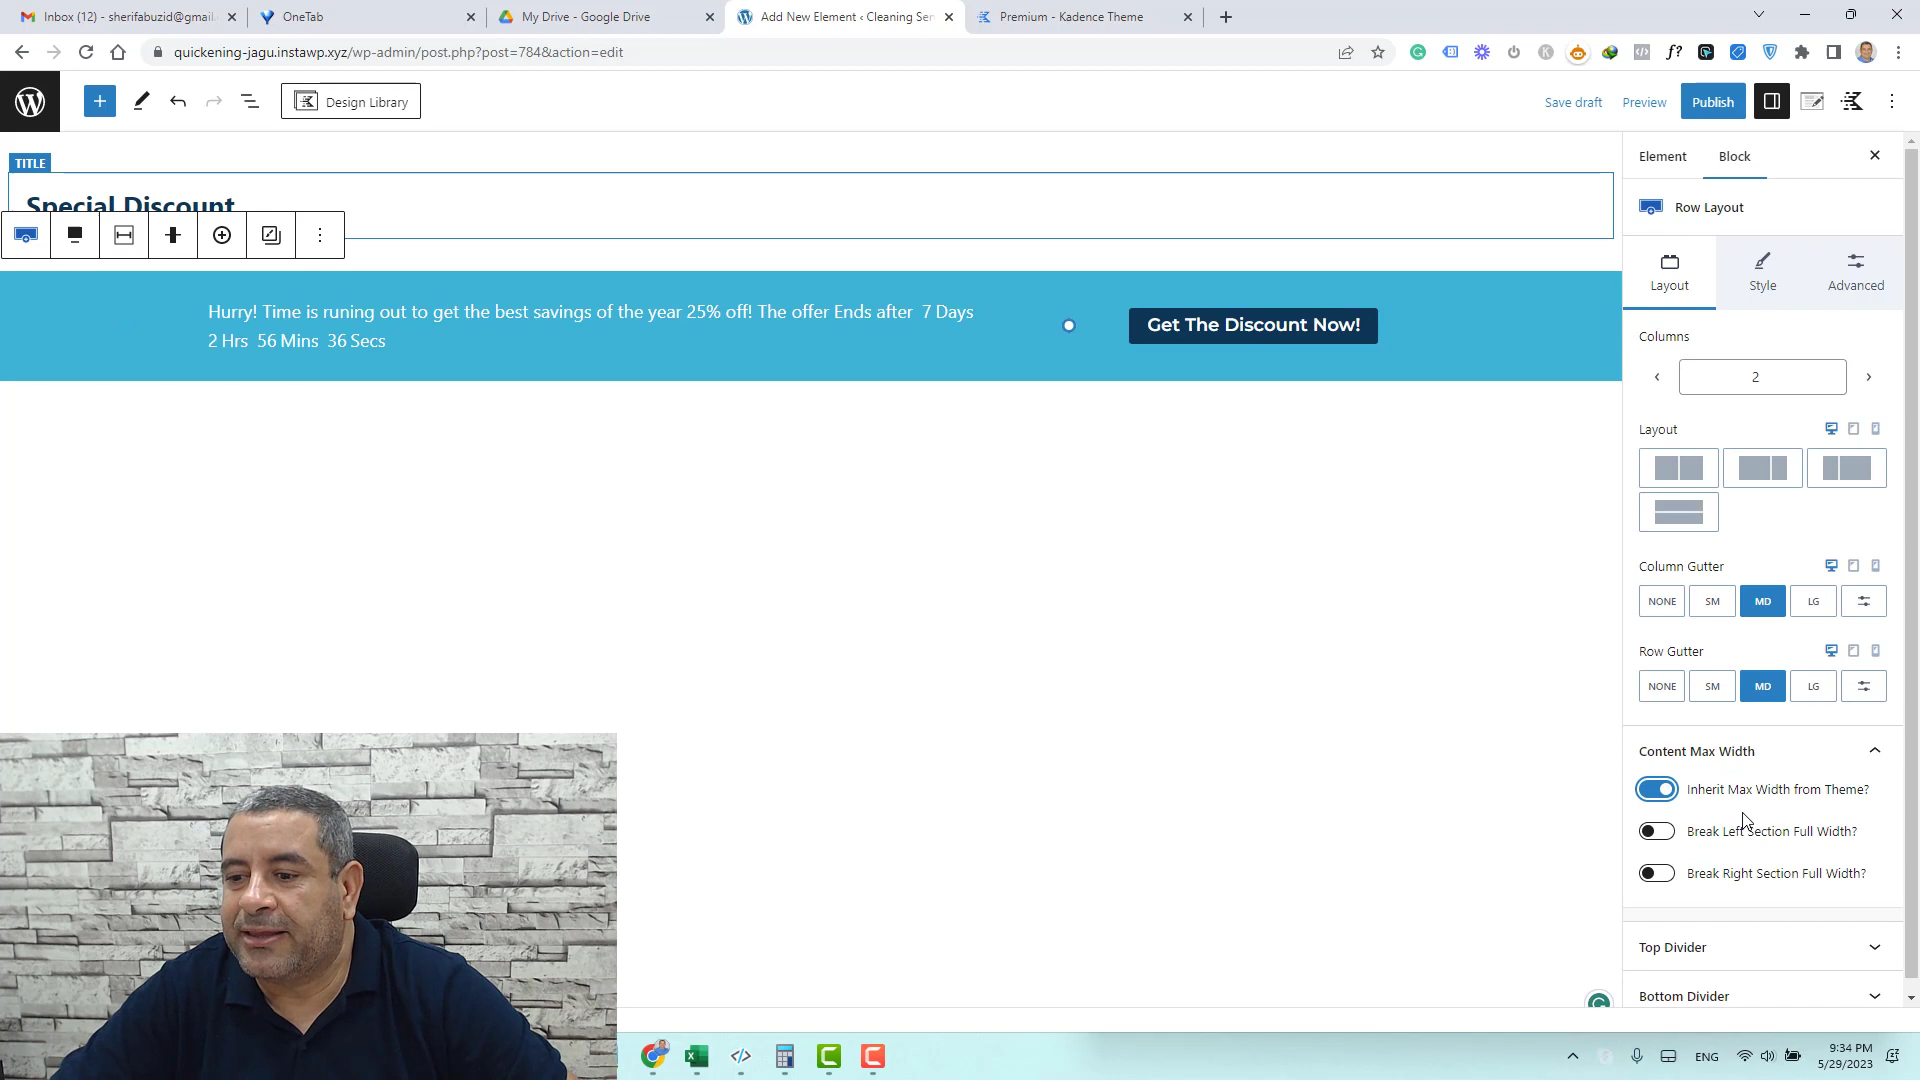 Inbox (12) - sherifabuzid@gmail.
OneTab
My Drive - Google Drive
Add New Element ‹ Cleaning Ser
Premium - Kadence Theme
quickening-jagu.instawp.xyz/wp-admin/post.php?post=784&action=edit
Design Library
Save draft
Preview
Publish
TITLE
Special Discount
Hurry! Time is runing out to get the best savings of the year 25% off! The offer Ends after 7 Days
2 Hrs 56 Mins 36 Secs
Get The Discount Now!
Element
Block
Row Layout
Layout
Style
Advanced
Columns
2
Layout
Column Gutter
NONE
SM
MD
LG
Row Gutter
NONE
SM
MD
LG
Content Max Width
Inherit Max Width from Theme?
Break Left Section Full Width?
Break Right Section Full Width?
Top Divider
Bottom Divider
ENG
9:34 PM
5/29/2023